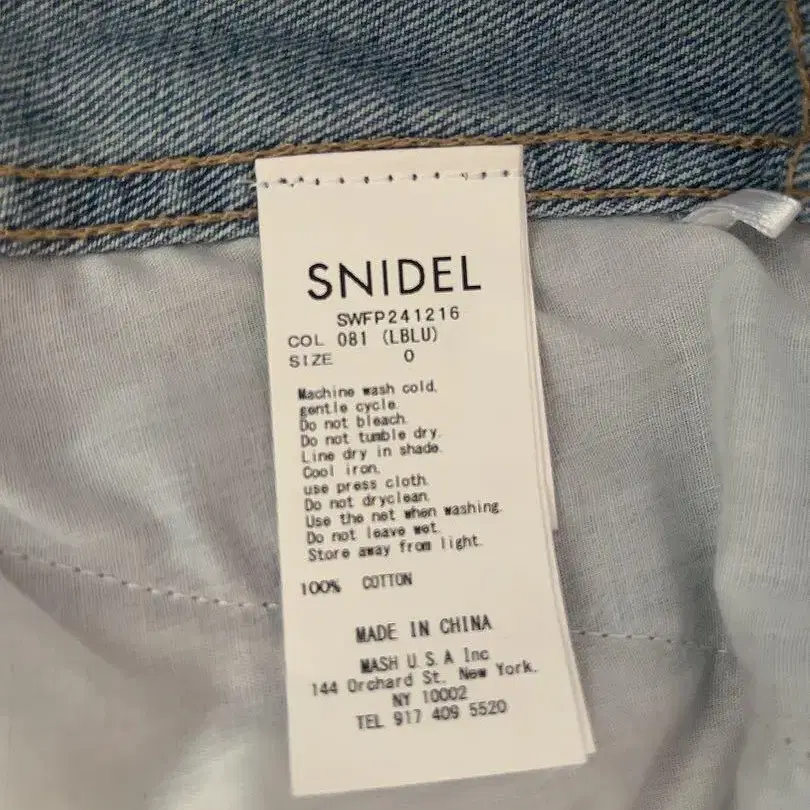 SNIDEL
SWFP241216
COL 081 (LBLU)
SIZE 0
Machine wash cold,
gentle cycle.
Do not bleach.
Do not tumble dry.
Line dry in shade.
Cool iron,
use press cloth.
Do not dryclean.
Use the net when washing.
Do not leave wet.
Store away from light.
100% COTTON
MADE IN CHINA
MASH U.S.A Inc
144 Orchard St. New York.
NY 10002
TEL 917 409 5520